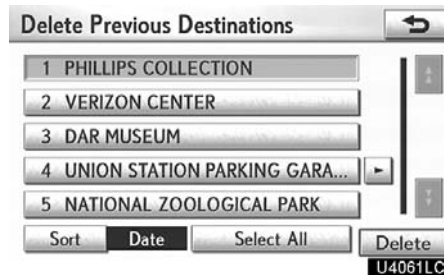 Delete Previous Destinations
1 PHILLIPS COLLECTION
2 VERIZON CENTER
3 DAR MUSEUM
4 UNION STATION PARKING GARA...
5 NATIONAL ZOOLOGICAL PARK
Sort Date Select All Delete
U4061LC